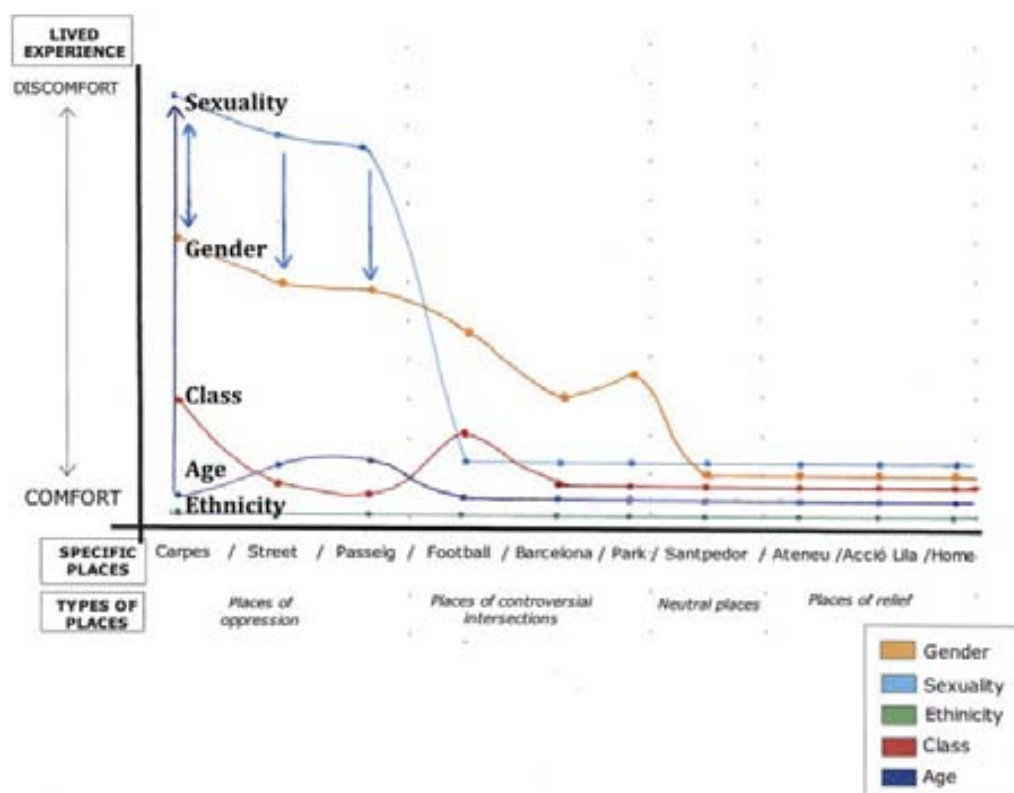 LIVED
EXPERIENCE
DISCOMFORT
Sexuality
Gender
Class
Age
COMFORT
Ethnicity
SPECIFIC
PLACES
Carpes / Street / Passeig / Football / Barcelona / Park / Santpedor / Ateneu /Acció Lila /Home
TYPES OF
PLACES
Places of
oppression
Places of controversial
intersections
Neutral places
Places of relief
Gender
Sexuality
Ethinicity
Class
Age